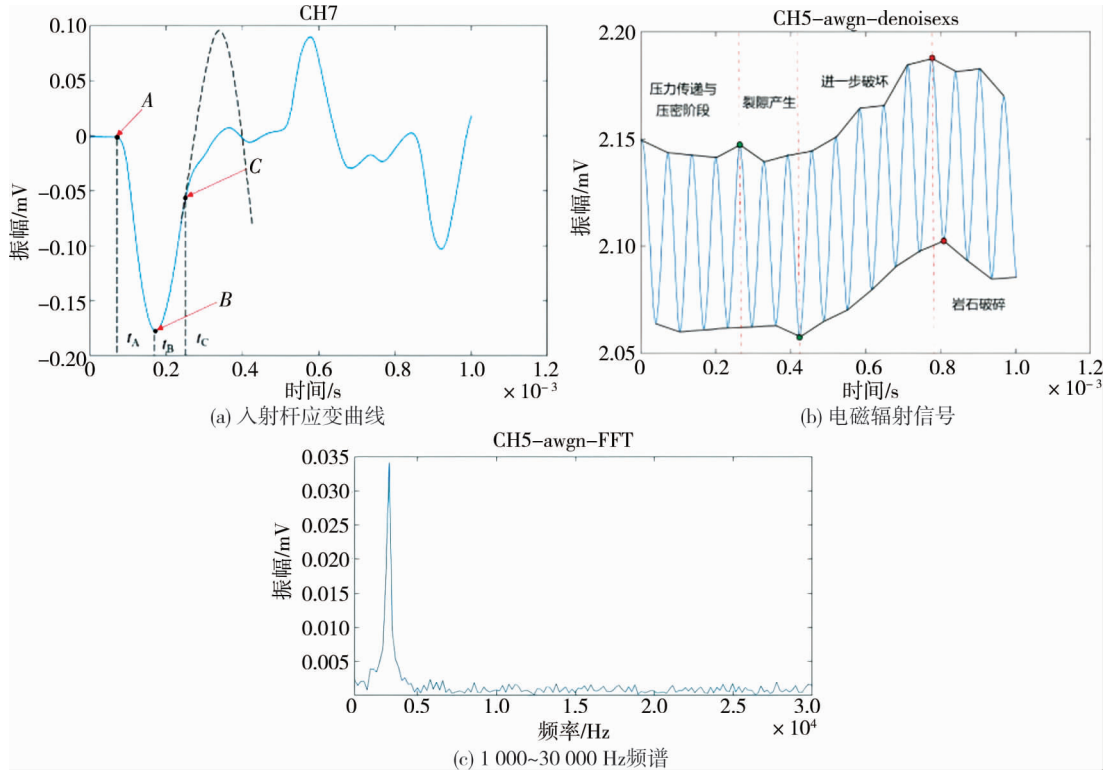 CH7
振幅/mV
0.10
0.05
0
-0.05
-0.10
-0.15
-0.20
A
B
C
tA
tB
tC
0 0.2 0.4 0.6 0.8 1.0 1.2
× 10⁻³
时间/s
(a) 入射杆应变曲线
CH5-awgn-denoisexs
振幅/mV
2.20
2.15
2.10
2.05
压力传递与
压密阶段
裂隙产生
进一步破坏
岩石破碎
0 0.2 0.4 0.6 0.8 1.0 1.2
× 10⁻³
时间/s
(b) 电磁辐射信号
CH5-awgn-FFT
振幅/mV
0.035
0.030
0.025
0.020
0.015
0.010
0.005
0 0.5 1.0 1.5 2.0 2.5 3.0
× 10⁴
频率/Hz
(c) 1 000~30 000 Hz频谱